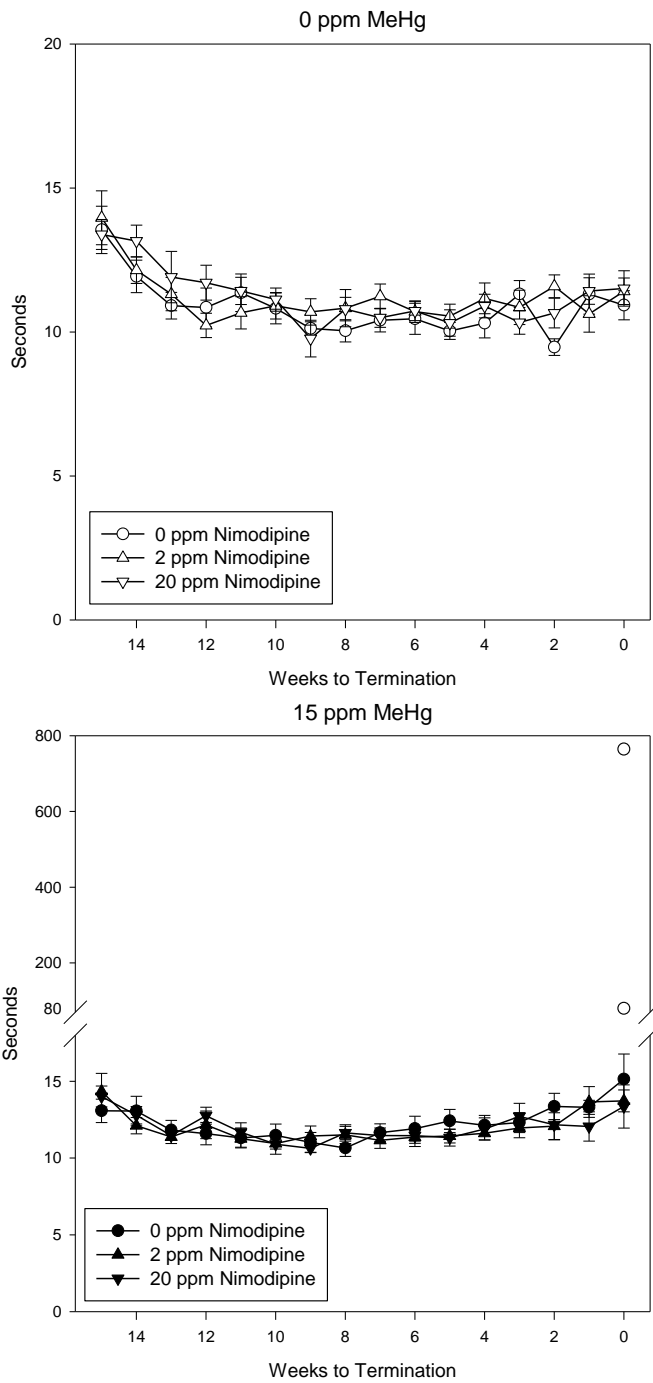 0 ppm MeHg
20
15
10
5
0
Seconds
0 ppm Nimodipine
2 ppm Nimodipine
20 ppm Nimodipine
14 12 10 8 6 4 2 0
Weeks to Termination
15 ppm MeHg
800
600
400
200
80
15
10
5
0
Seconds
0 ppm Nimodipine
2 ppm Nimodipine
20 ppm Nimodipine
14 12 10 8 6 4 2 0
Weeks to Termination